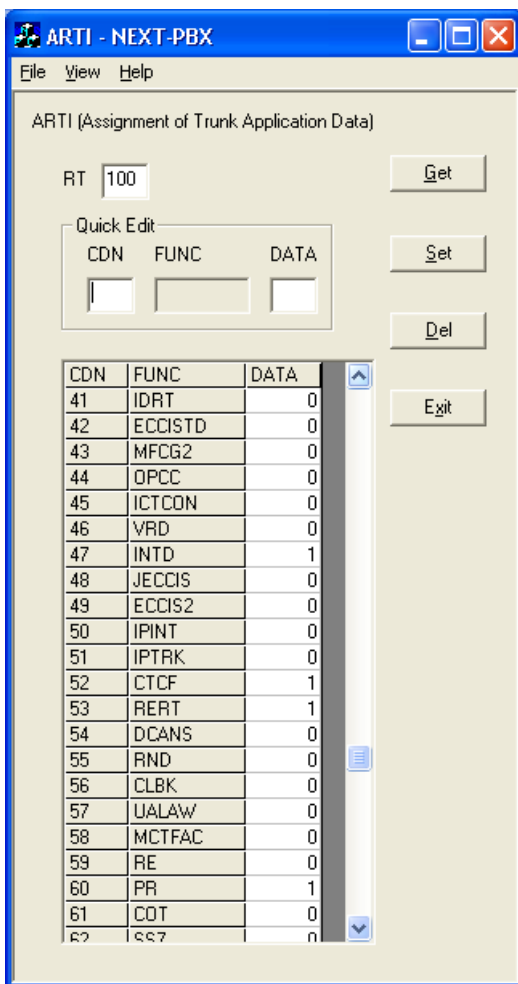 ARTI - NEXT-PBX
File View Help
ARTI (Assignment of Trunk Application Data)
RT 100
Get
Quick Edit
CDN FUNC DATA
Set
Del
Exit
CDN FUNC DATA
41 IDRT 0
42 ECCISTD 0
43 MFCG2 0
44 OPCC 0
45 ICTCON 0
46 VRD 0
47 INTD 1
48 JECCIS 0
49 ECCIS2 0
50 IPINT 0
51 IPTRK 0
52 CTCF 1
53 RERT 1
54 DCANS 0
55 RND 0
56 CLBK 0
57 UALAW 0
58 MCTFAC 0
59 RE 0
60 PR 1
61 COT 0
62 SS7 0